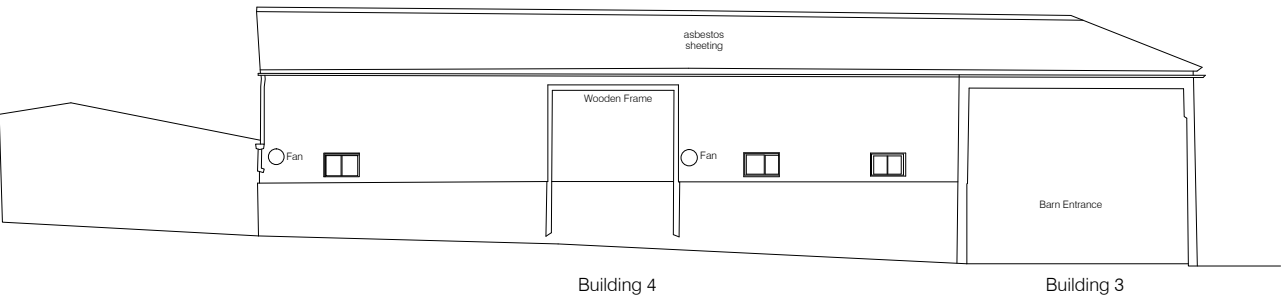 asbestos
sheeting
Wooden Frame
Fan
Fan
Barn Entrance
Building 4
Building 3